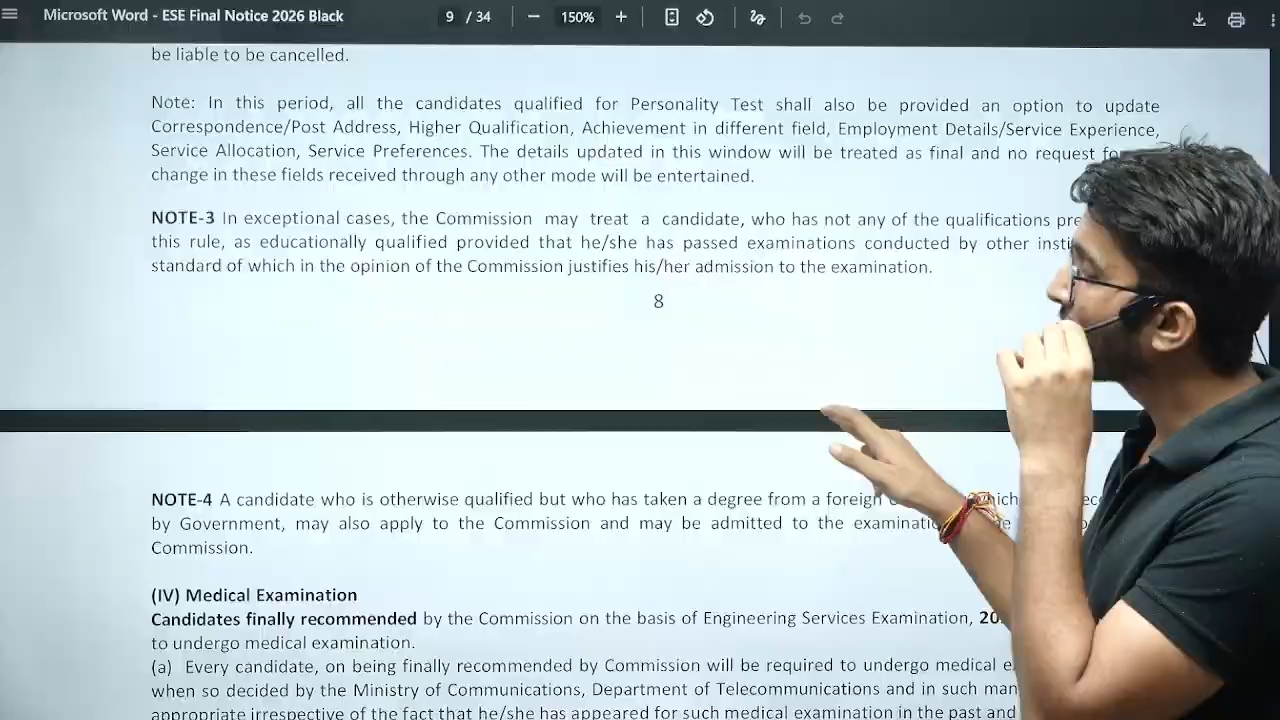 Microsoft Word - ESE Final Notice 2026 Black
9 / 34
150%
be liable to be cancelled.
Note: In this period, all the candidates qualified for Personality Test shall also be provided an option to update
Correspondence/Post Address, Higher Qualification, Achievement in different field, Employment Details/Service Experience,
Service Allocation, Service Preferences. The details updated in this window will be treated as final and no request
change in these fields received through any other mode will be entertained.
NOTE-3 In exceptional cases, the Commission may treat a candidate, who has not any of the qualifications
this rule, as educationally qualified provided that he/she has passed examinations conducted by other
standard of which in the opinion of the Commission justifies his/her admission to the examination.
8
NOTE-4 A candidate who is otherwise qualified but who has taken a degree from a foreign
by Government, may also apply to the Commission and may be admitted to the
Commission.
(IV) Medical Examination
Candidates finally recommended by the Commission on the basis of Engineering Services Examination,
to undergo medical examination.
(a) Every candidate, on being finally recommended by Commission will be required to undergo medical
when so decided by the Ministry of Communications, Department of Telecommunications and in such
appropriate irrespective of the fact that he/she has appeared for such medical examination in the past and